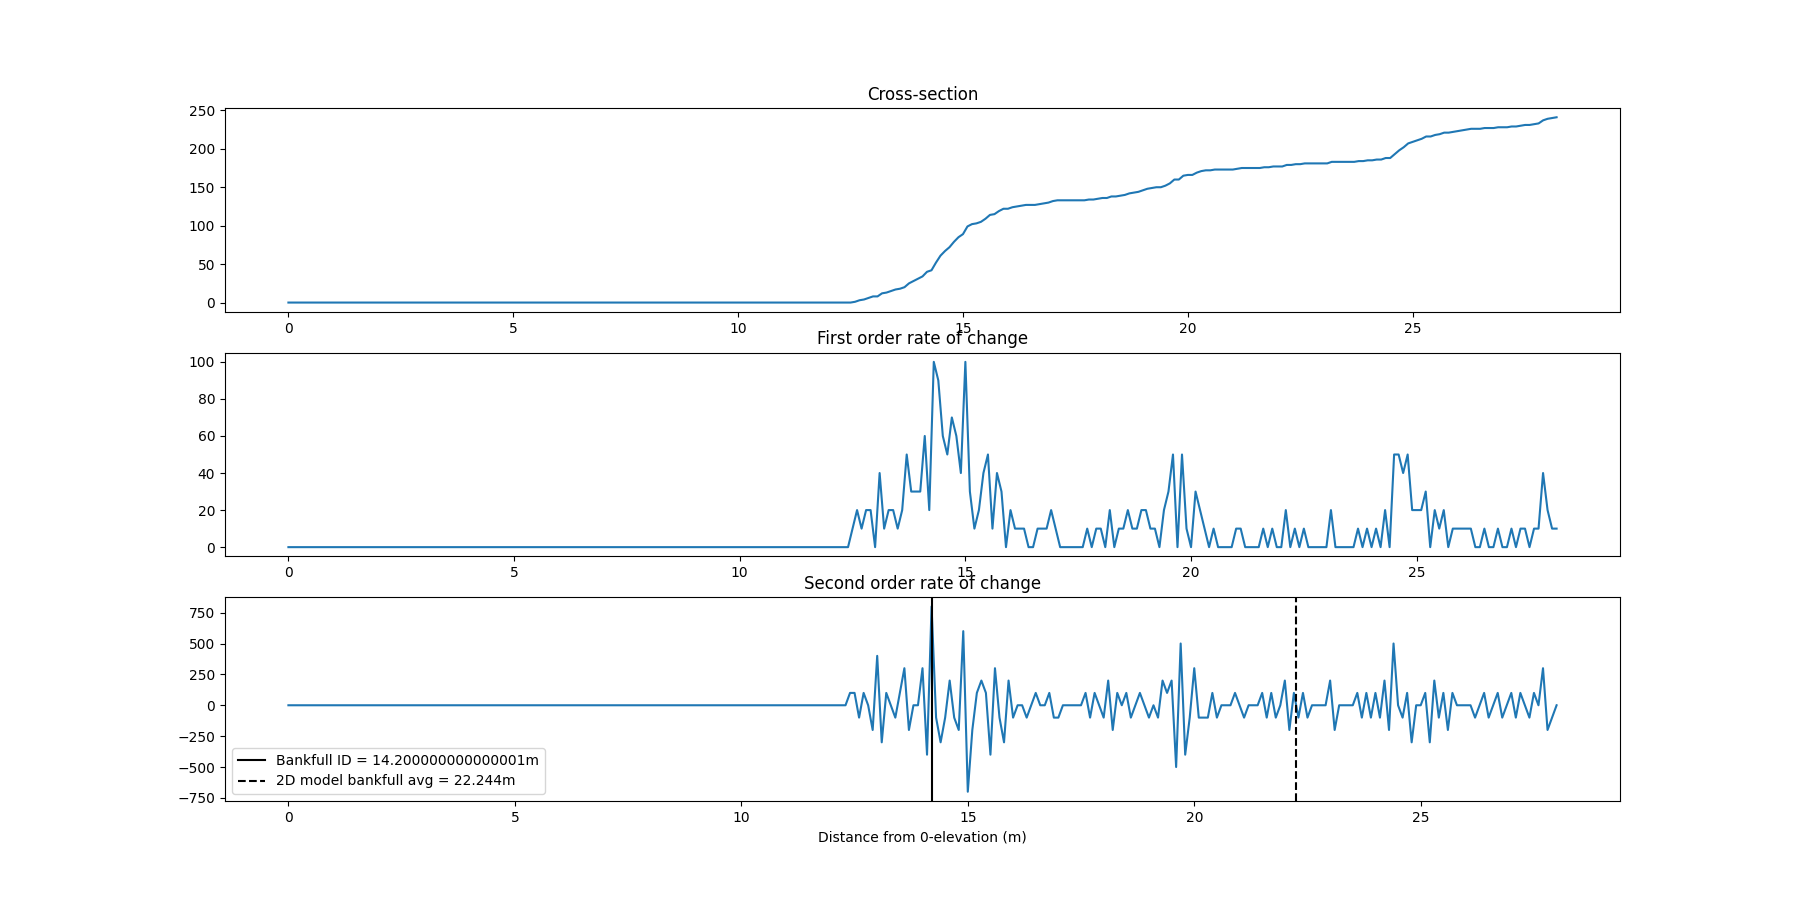 Cross-section
250
200
150
100
50
0
0 5 10 15 20 25
First order rate of change
100
80
60
40
20
0
0 5 10 15 20 25
Second order rate of change
750
500
250
0
−250
−500
−750
Bankfull ID = 14.200000000000001m
2D model bankfull avg = 22.244m
0 5 10 15 20 25
Distance from 0-elevation (m)